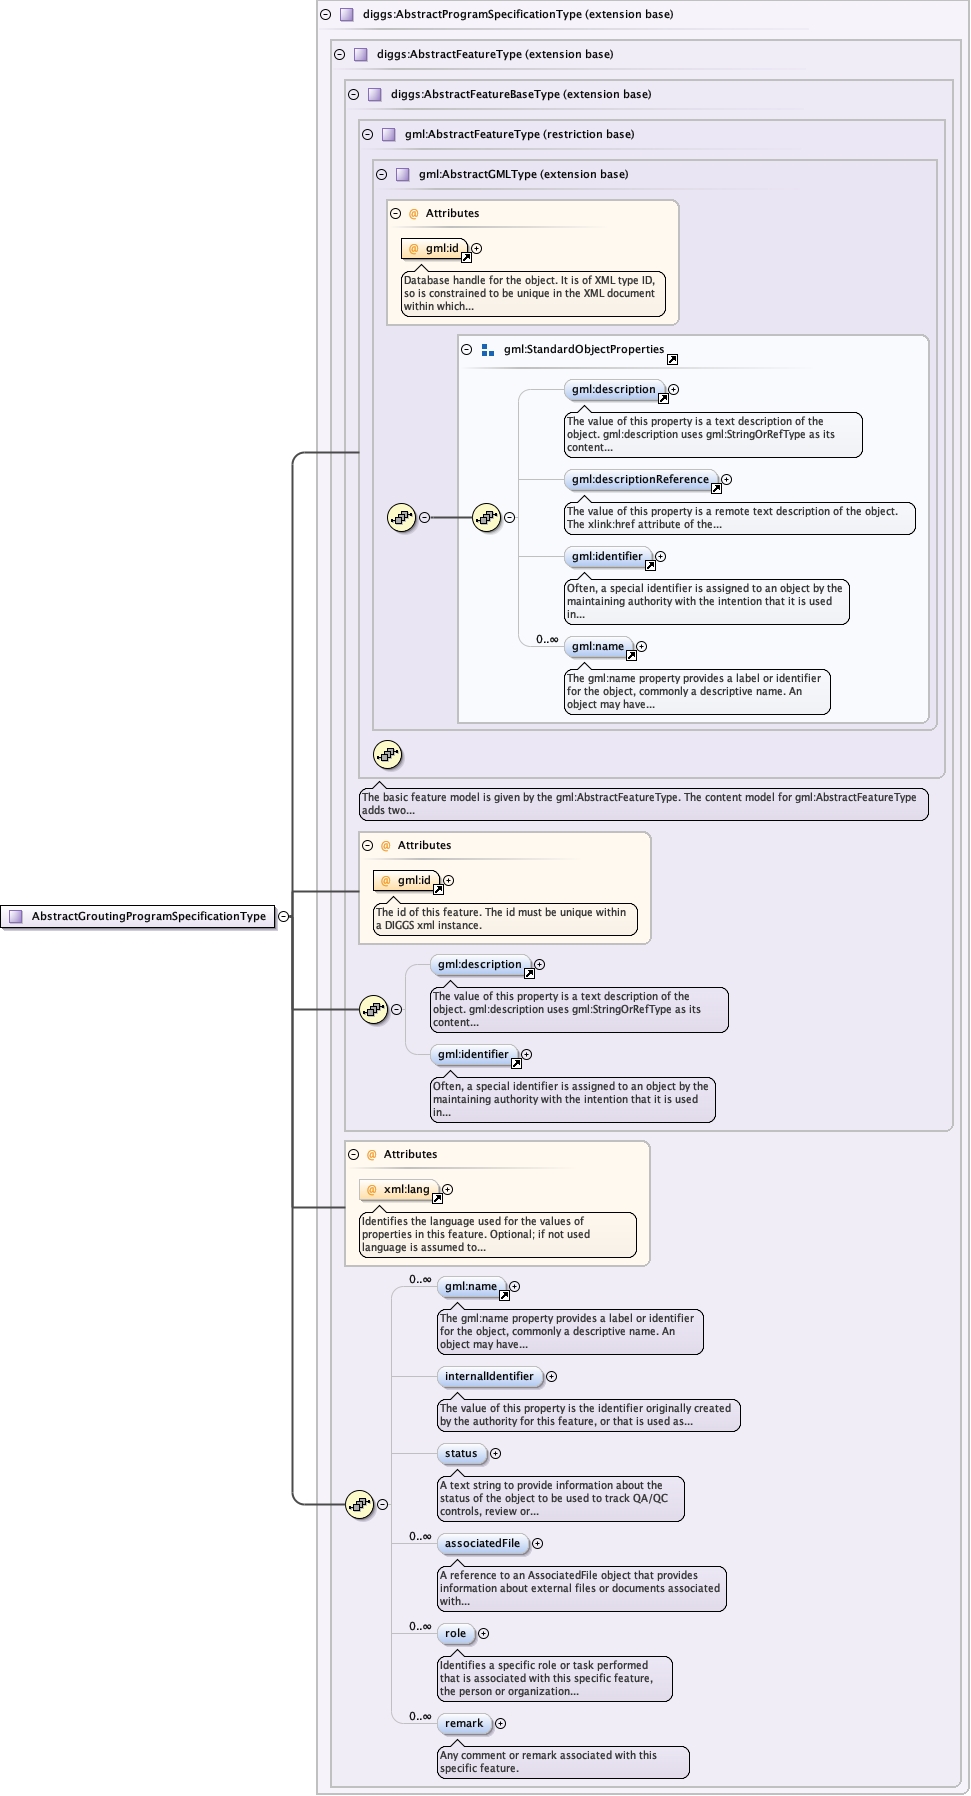 diggs:AbstractProgramSpecificationType (extension base)
diggs:AbstractFeatureType (extension base)
diggs:AbstractFeatureBaseType (extension base)
gml:AbstractFeatureType (restriction base)
gml:AbstractGMLType (extension base)
@ Attributes
@ gml:id
Database handle for the object. It is of XML type ID,
so is constrained to be unique in the XML document
within which...
gml:StandardObjectProperties
gml:description
The value of this property is a text description of the
object. gml:description uses gml:StringOrRefType as its
content...
gml:descriptionReference
The value of this property is a remote text description of the object.
The xlink:href attribute of the...
gml:identifier
Often, a special identifier is assigned to an object by the
maintaining authority with the intention that it is used
in...
0..∞
gml:name
The gml:name property provides a label or identifier
for the object, commonly a descriptive name. An
object may have...
The basic feature model is given by the gml:AbstractFeatureType. The content model for gml:AbstractFeatureType
adds two...
@ Attributes
@ gml:id
The id of this feature. The id must be unique within
a DIGGS xml instance.
AbstractGroutingProgramSpecificationType
gml:description
The value of this property is a text description of the
object. gml:description uses gml:StringOrRefType as its
content...
gml:identifier
Often, a special identifier is assigned to an object by the
maintaining authority with the intention that it is used
in...
@ Attributes
@ xml:lang
Identifies the language used for the values of
properties in this feature. Optional; if not used
language is assumed to...
0..∞
gml:name
The gml:name property provides a label or identifier
for the object, commonly a descriptive name. An
object may have...
internalIdentifier
The value of this property is the identifier originally created
by the authority for this feature, or that is used as...
status
A text string to provide information about the
status of the object to be used to track QA/QC
controls, review or...
0..∞
associatedFile
A reference to an AssociatedFile object that provides
information about external files or documents associated
with...
0..∞
role
Identifies a specific role or task performed
that is associated with this specific feature,
the person or organization...
0..∞
remark
Any comment or remark associated with this
specific feature.